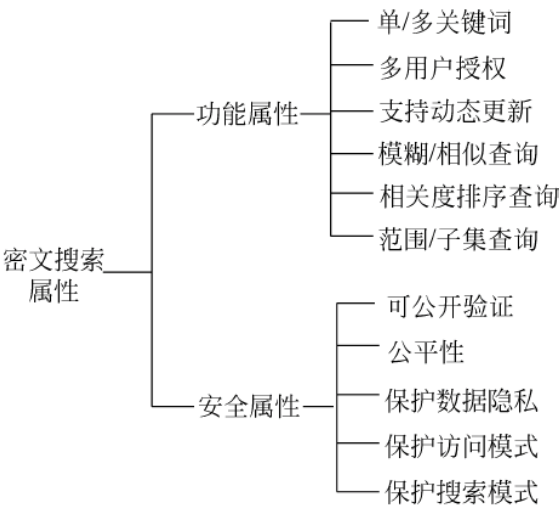 密文搜索
属性
功能属性
单/多关键词
多用户授权
支持动态更新
模糊/相似查询
相关度排序查询
范围/子集查询
安全属性
可公开验证
公平性
保护数据隐私
保护访问模式
保护搜索模式